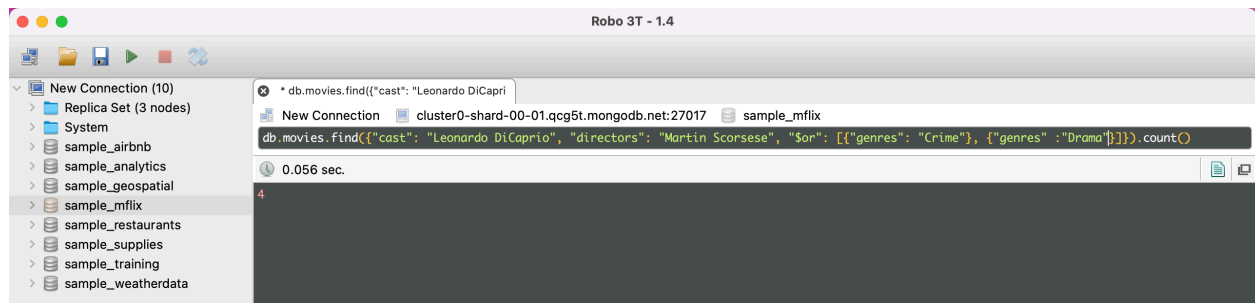 Robo 3T - 1.4
New Connection (10)
Replica Set (3 nodes)
System
sample_airbnb
sample_analytics
sample_geospatial
sample_mflix
sample_restaurants
sample_supplies
sample_training
sample_weatherdata
* db.movies.find({"cast": "Leonardo DiCapri
New Connection cluster0-shard-00-01.qcg5t.mongodb.net:27017 sample_mflix
db.movies.find({"cast": "Leonardo DiCaprio", "directors": "Martin Scorsese", "$or": [{"genres": "Crime"}, {"genres" :"Drama"}]}).count()
0.056 sec.
4